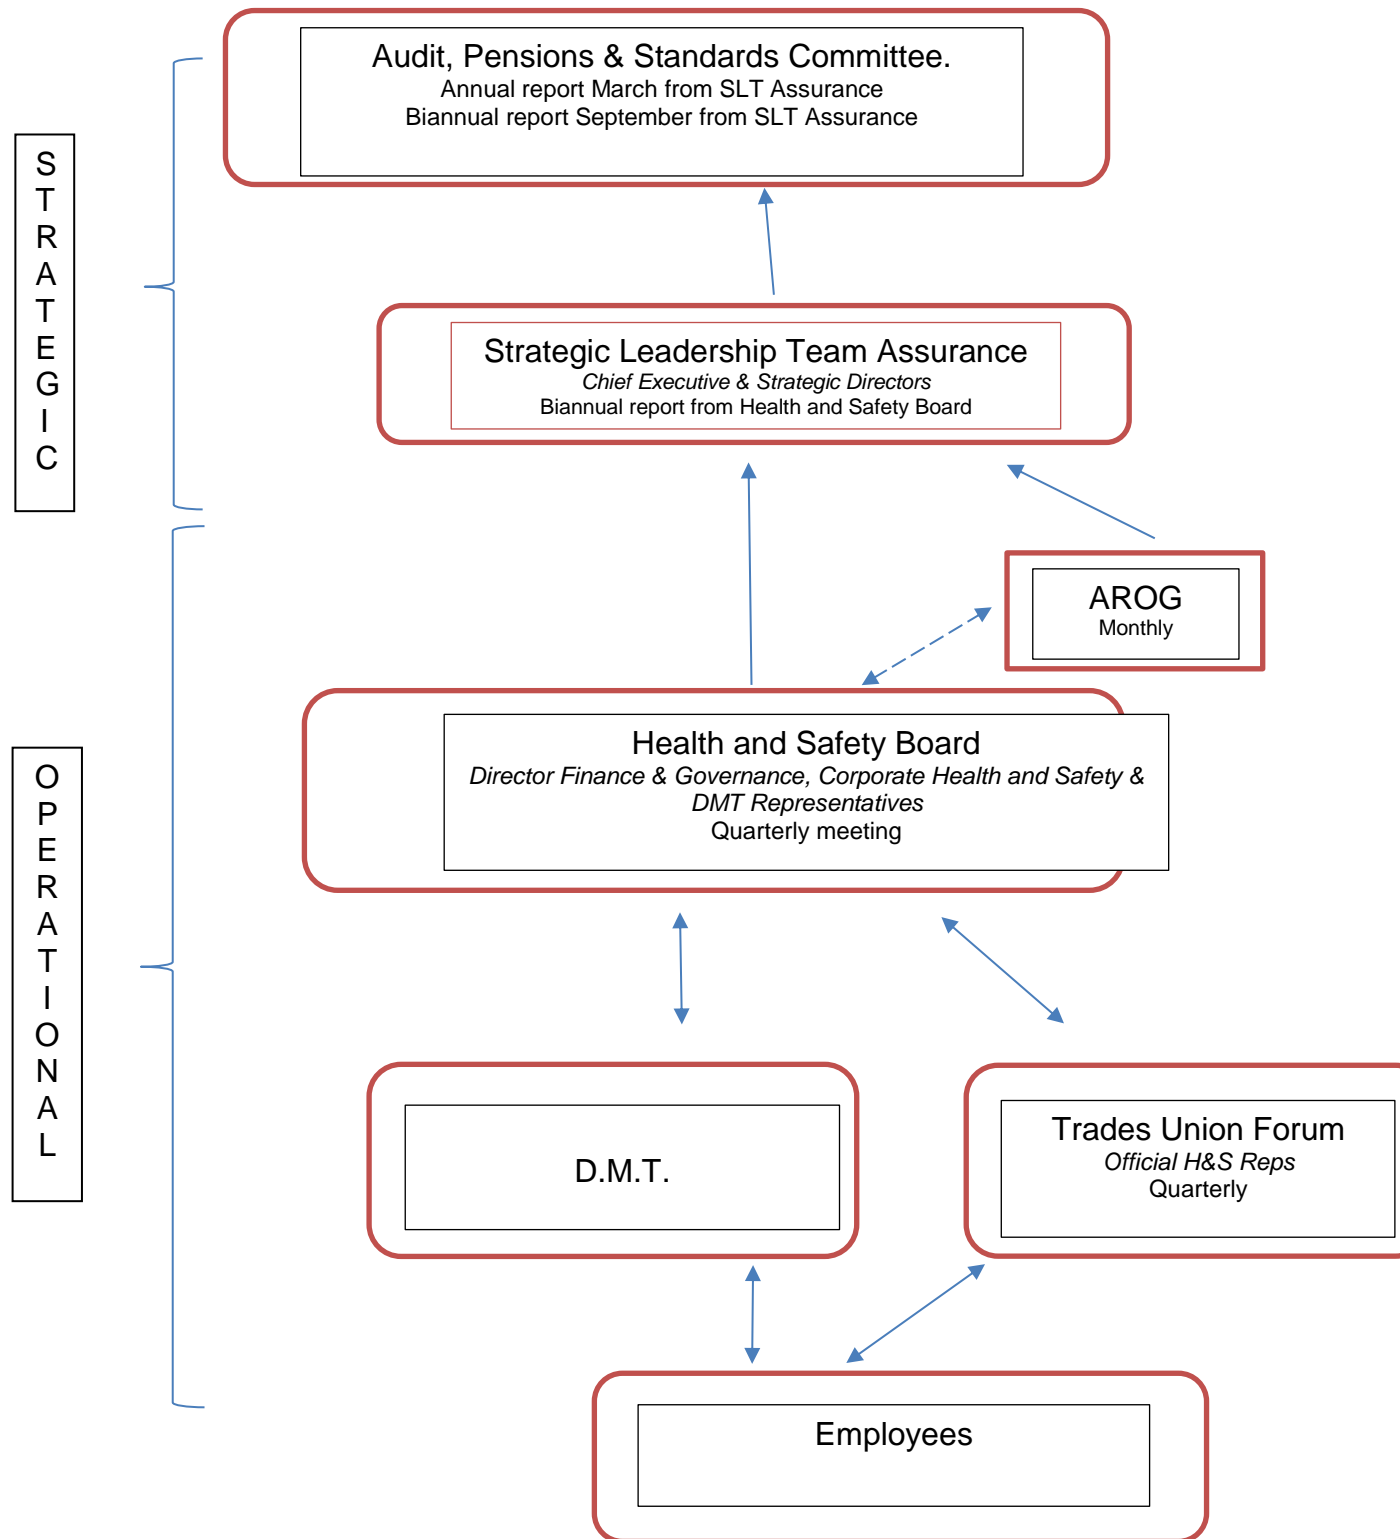 Audit, Pensions & Standards Committee.
Annual report March from SLT Assurance
Biannual report September from SLT Assurance
S
T
R
A
T
E
G
I
C
Strategic Leadership Team Assurance
Chief Executive & Strategic Directors
Biannual report from Health and Safety Board
AROG
Monthly
Health and Safety Board
Director Finance & Governance, Corporate Health and Safety &
DMT Representatives
Quarterly meeting
O
P
E
R
A
T
I
O
N
A
L
D.M.T.
Trades Union Forum
Official H&S Reps
Quarterly
Employees